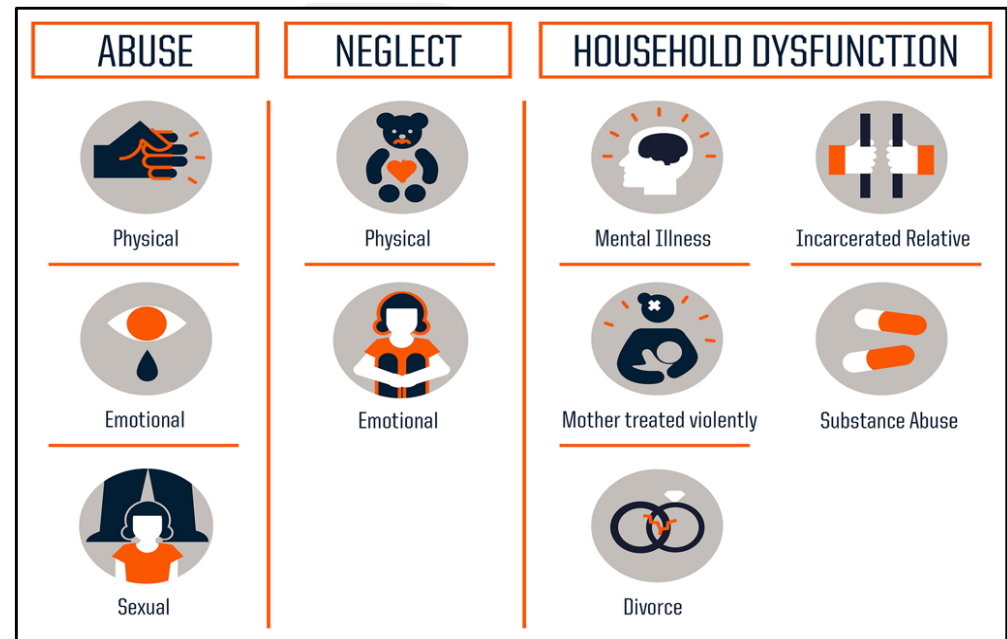 ABUSE
NEGLECT
HOUSEHOLD DYSFUNCTION
Physical
Emotional
Sexual
Physical
Emotional
Mental Illness
Incarcerated Relative
Mother treated violently
Substance Abuse
Divorce